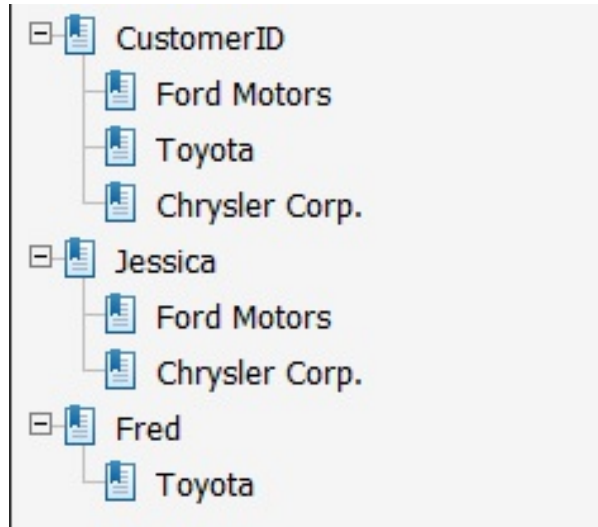 CustomerID
Ford Motors
Toyota
Chrysler Corp.
Jessica
Ford Motors
Chrysler Corp.
Fred
Toyota